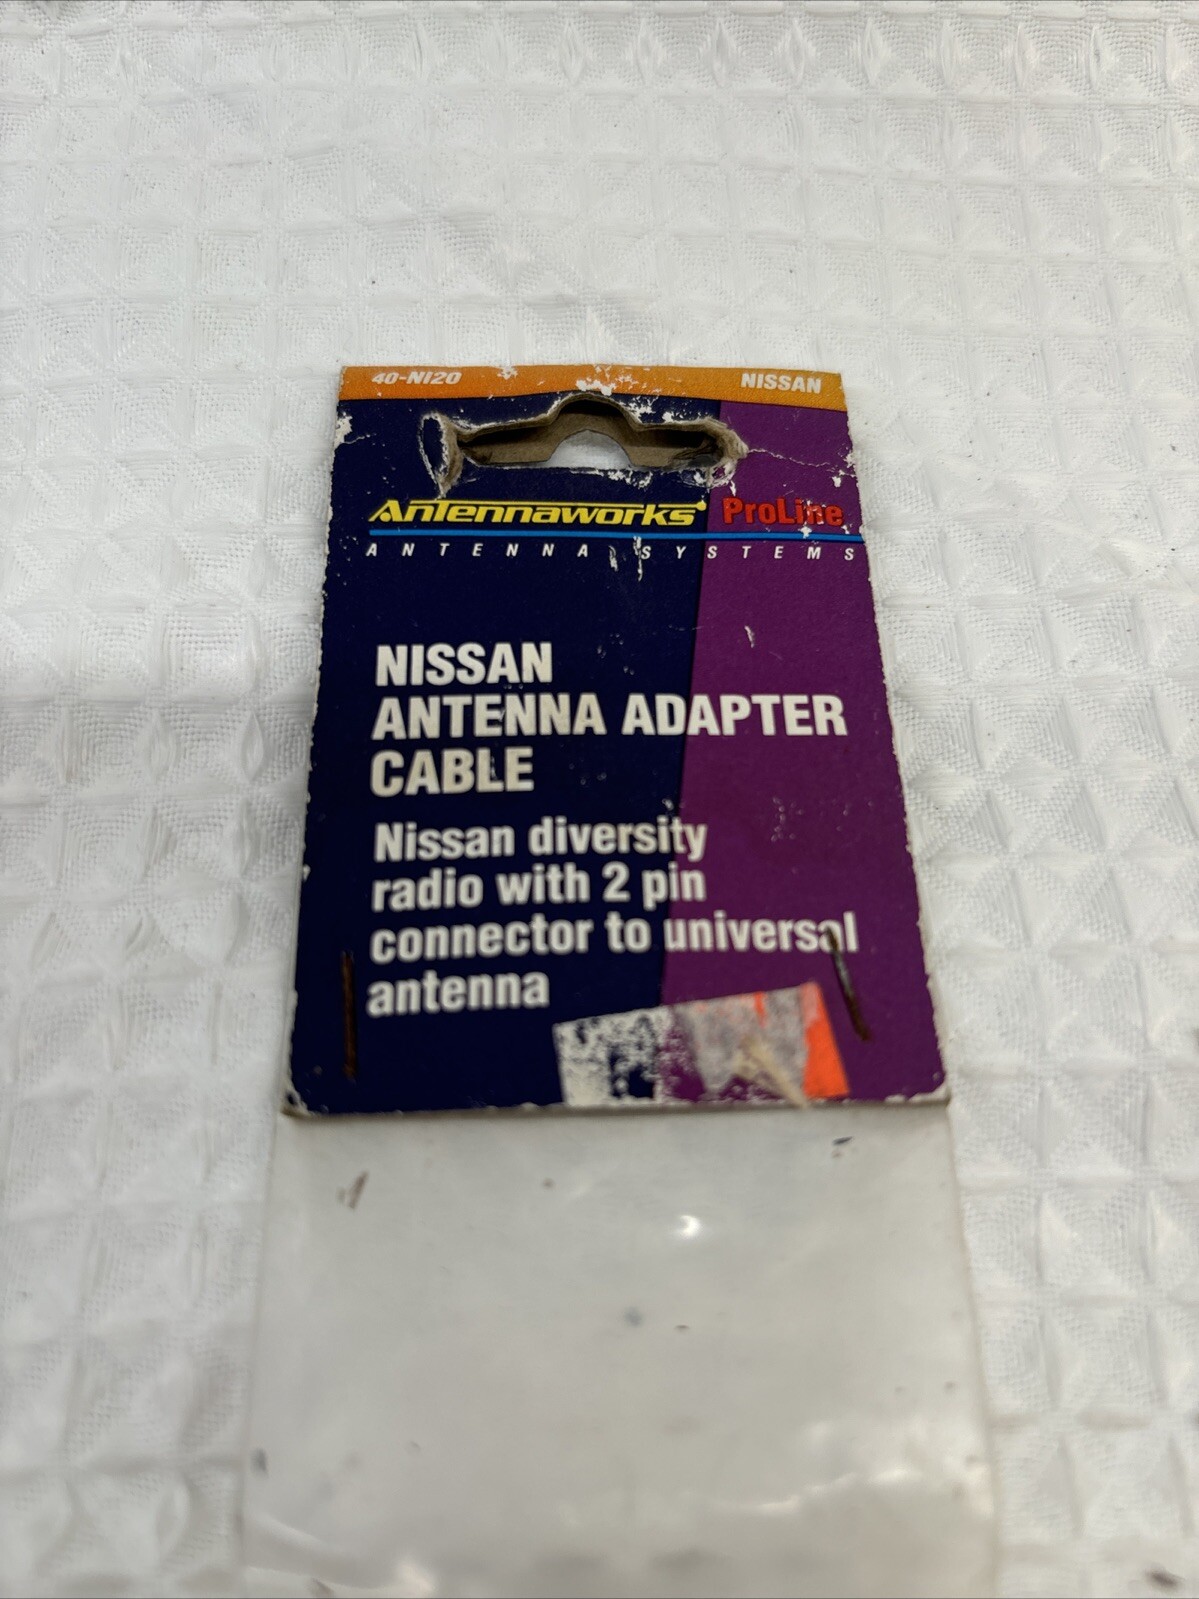 40-NI20 NISSAN
Antennaworks ProLine
ANTENNA SYSTEMS
NISSAN
ANTENNA ADAPTER
CABLE
Nissan diversity
radio with 2 pin
connector to universal
antenna